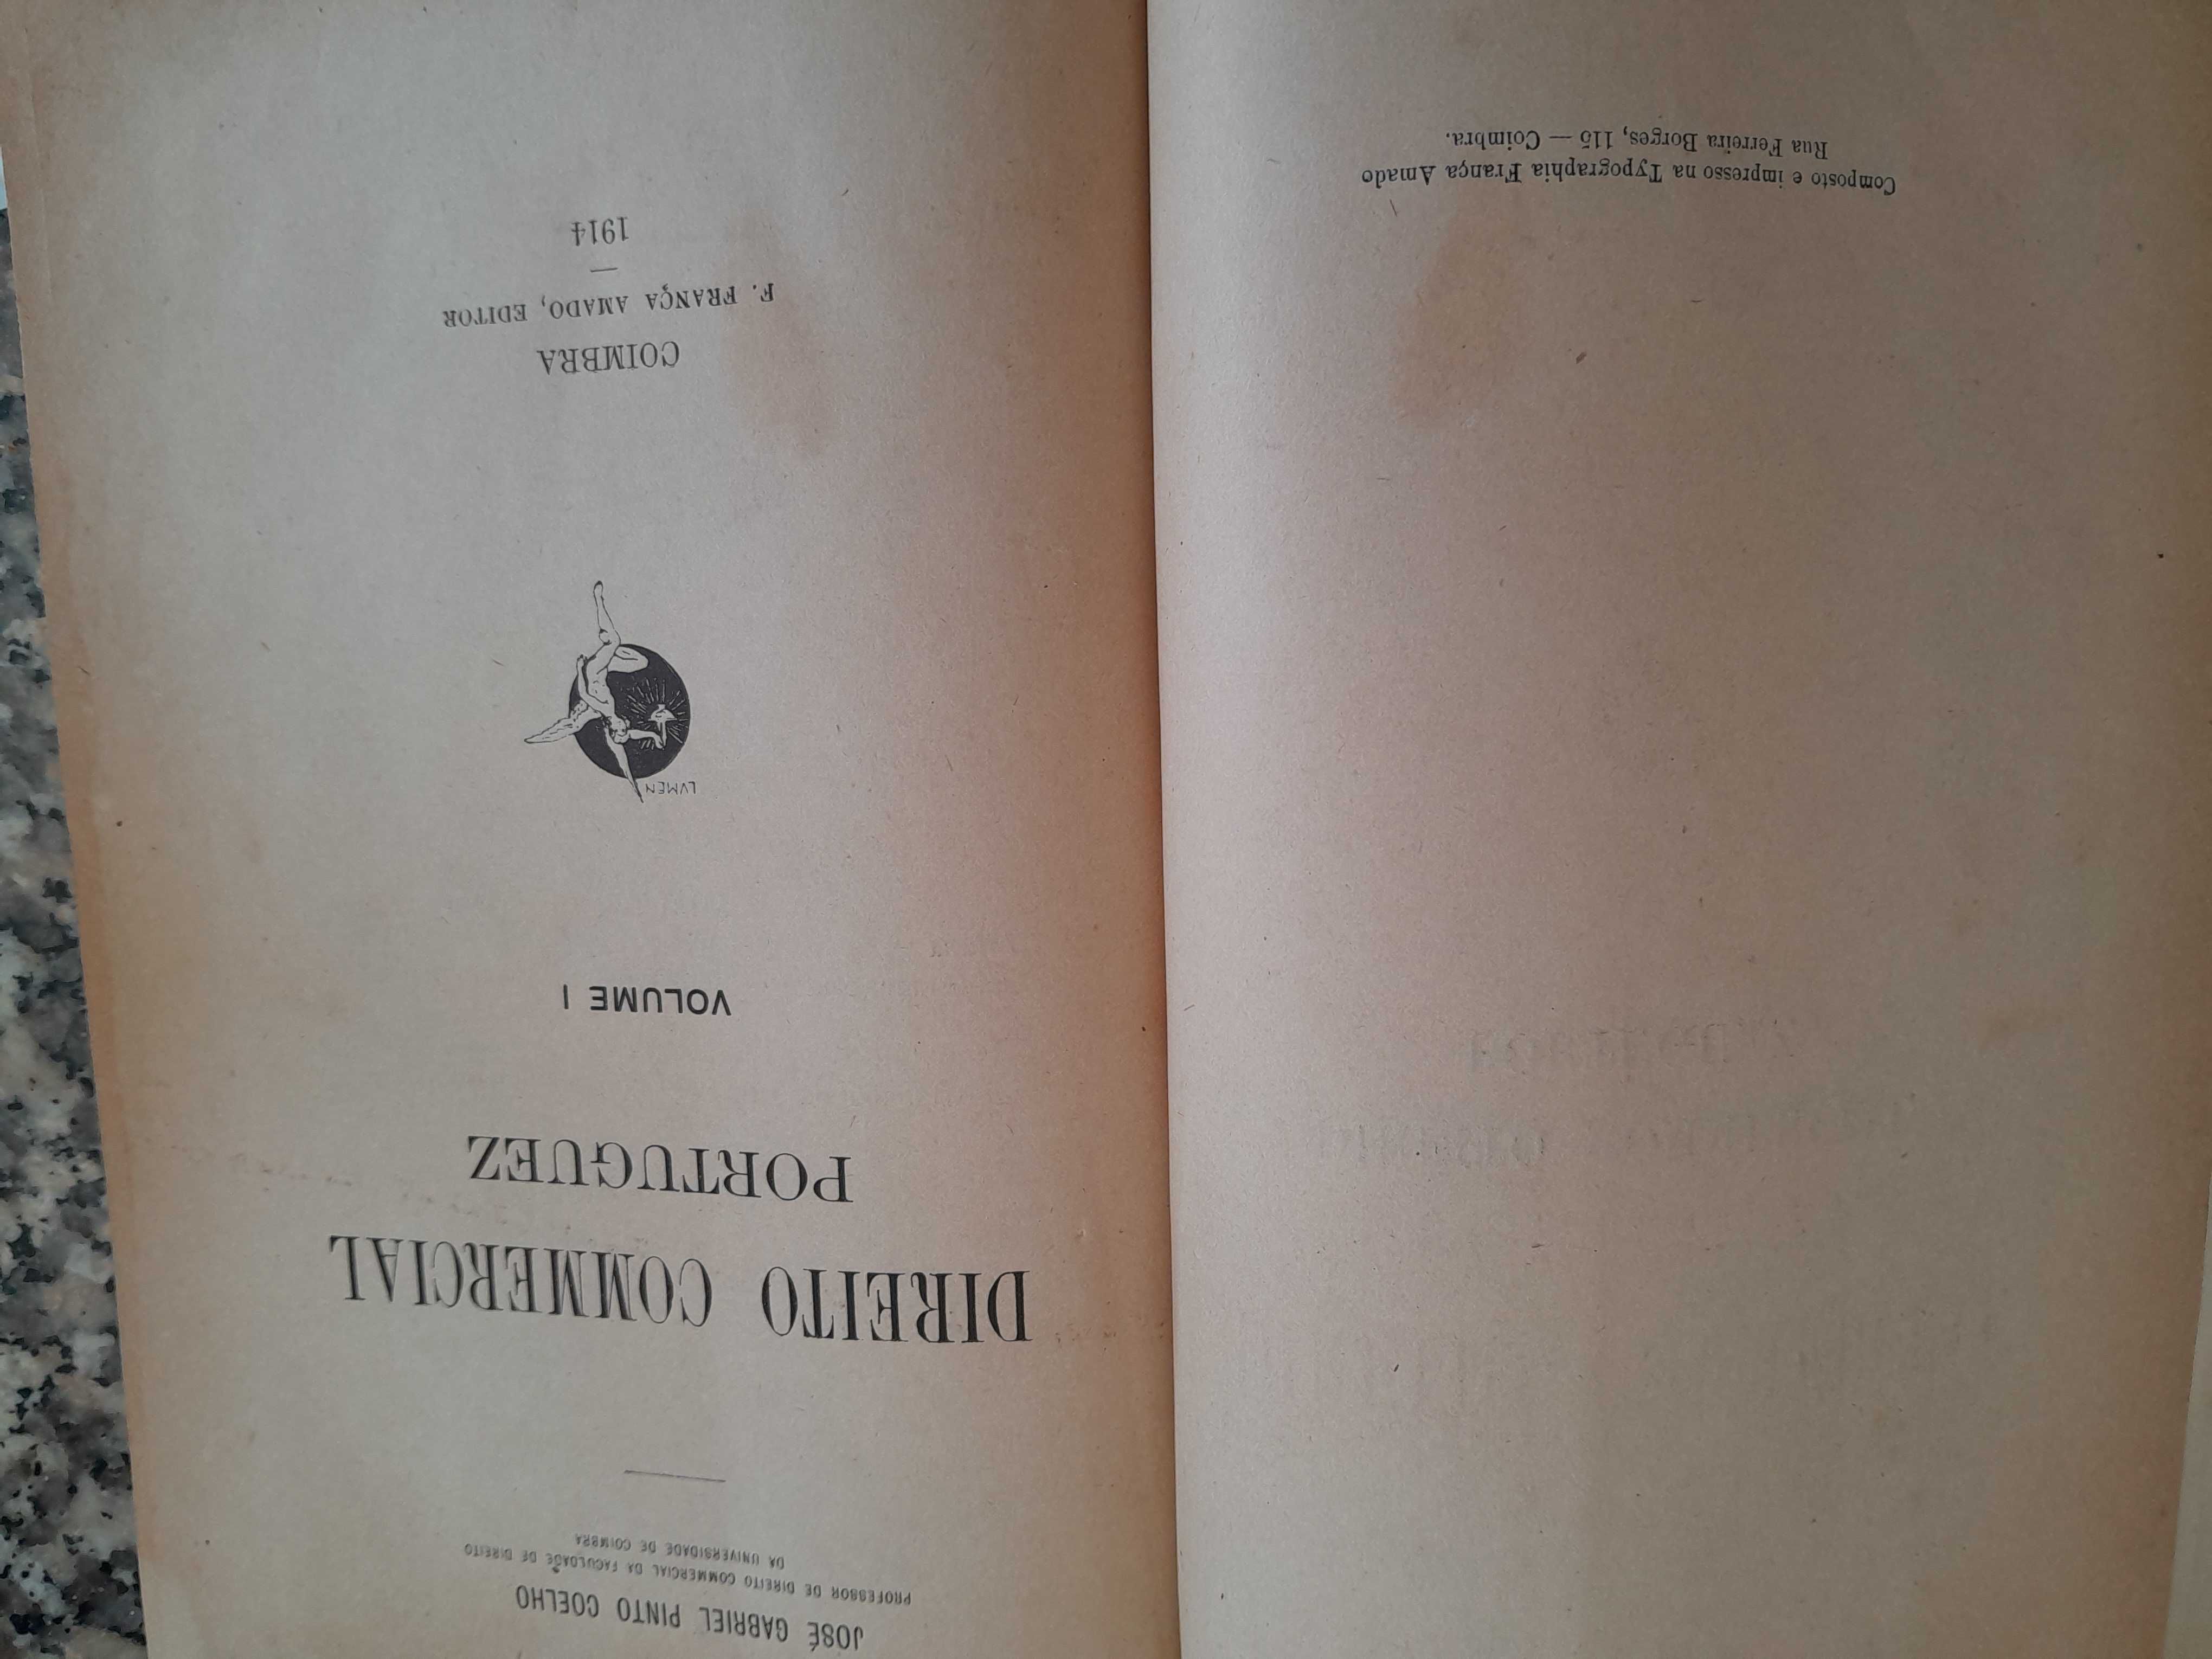 Composto e impresso na Typographia França Amado
Rua Ferreira Borges, 115 — Coimbra.
JOSÉ GABRIEL PINTO COELHO
PROFESSOR DE DIREITO COMMERCIAL DA FACULDADE DE DIREITO
DA UNIVERSIDADE DE COIMBRA
DIREITO COMMERCIAL
PORTUGUEZ
VOLUME I
LVMEN
COIMBRA
F. FRANÇA AMADO, EDITOR
1914